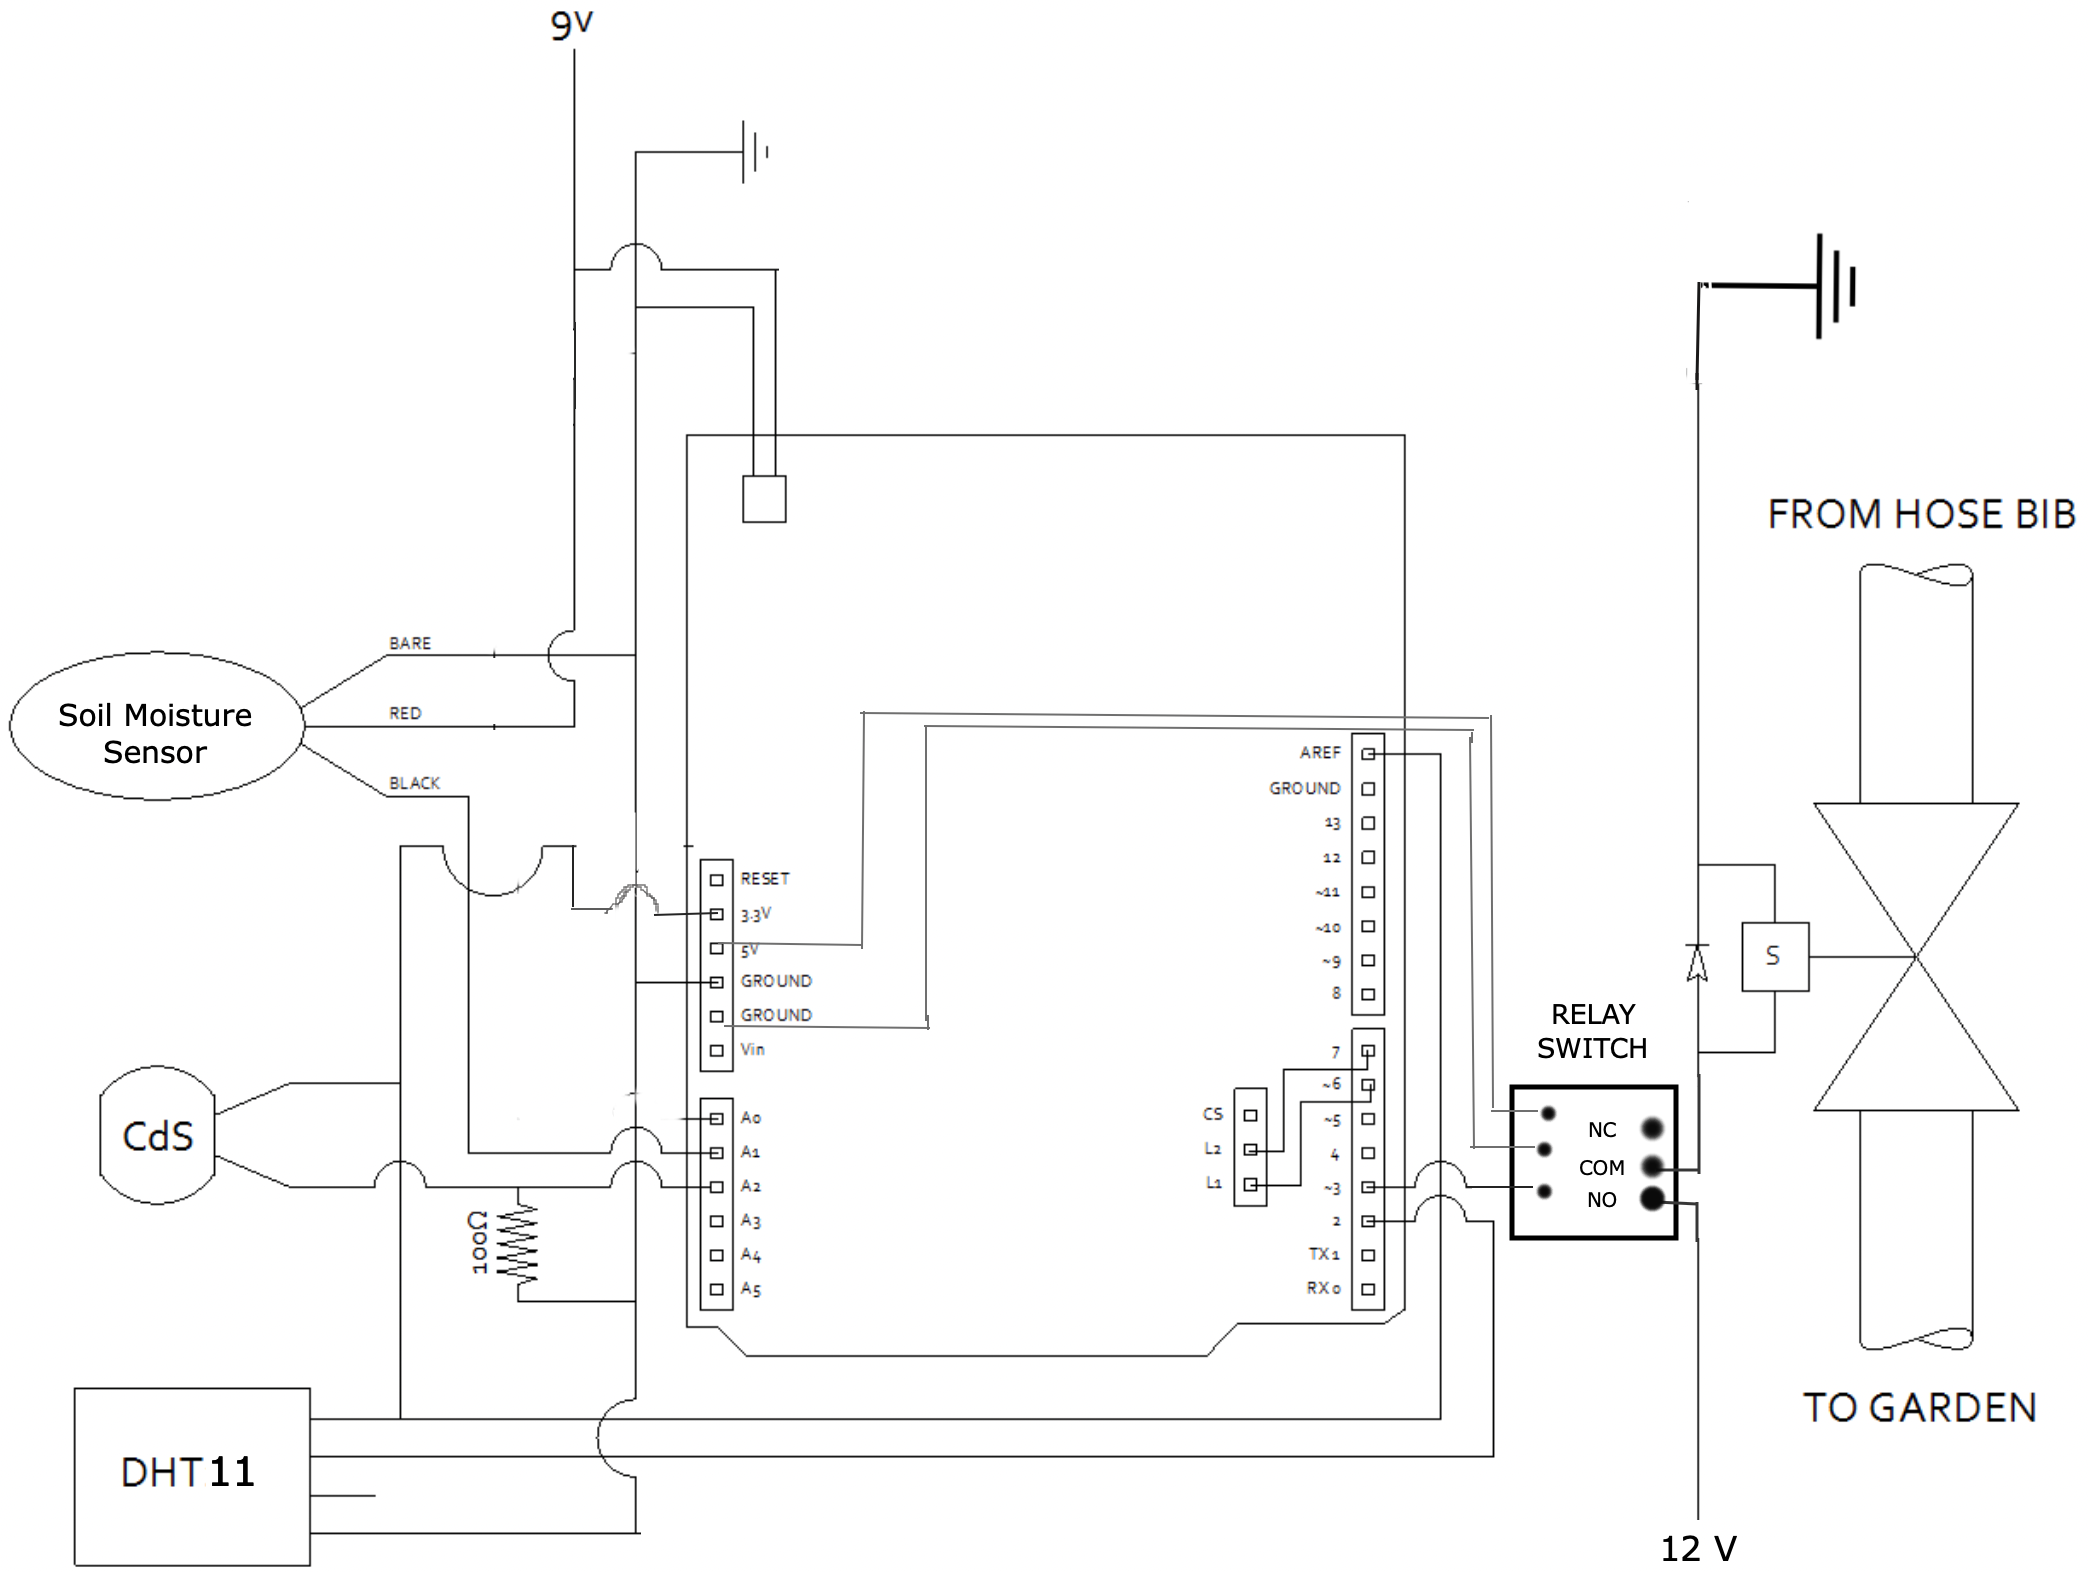 9V
FROM HOSE BIB
BARE
RED
Soil Moisture
Sensor
BLACK
RESET
3.3V
5V
GROUND
GROUND
Vin
A0
A1
A2
A3
A4
A5
AREF
GROUND
13
12
~11
~10
~9
8
7
~6
~5
4
~3
2
TX1
RX0
CS
L2
L1
S
RELAY
SWITCH
NC
COM
NO
CdS
100Ω
DHT11
TO GARDEN
12 V